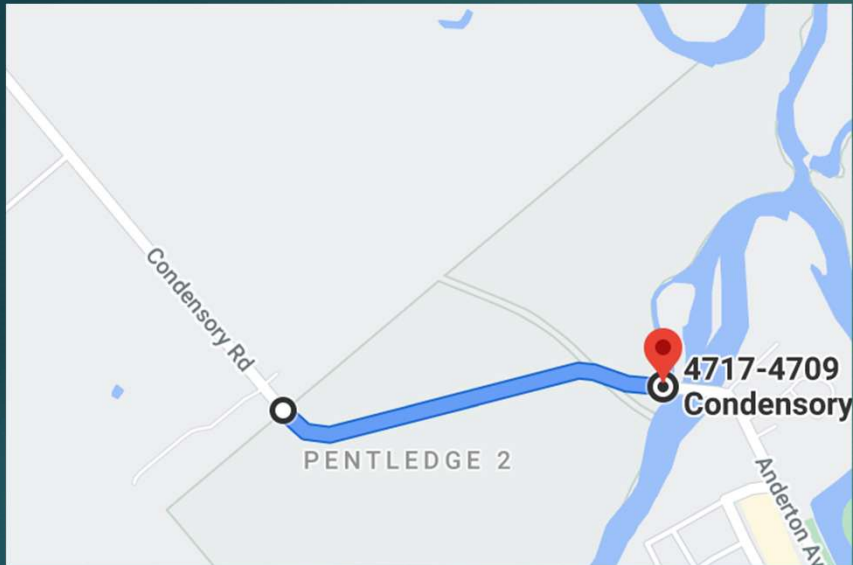 4717-4709
Condensory
Condensory Rd
PENTLEDGE 2
Anderton Av